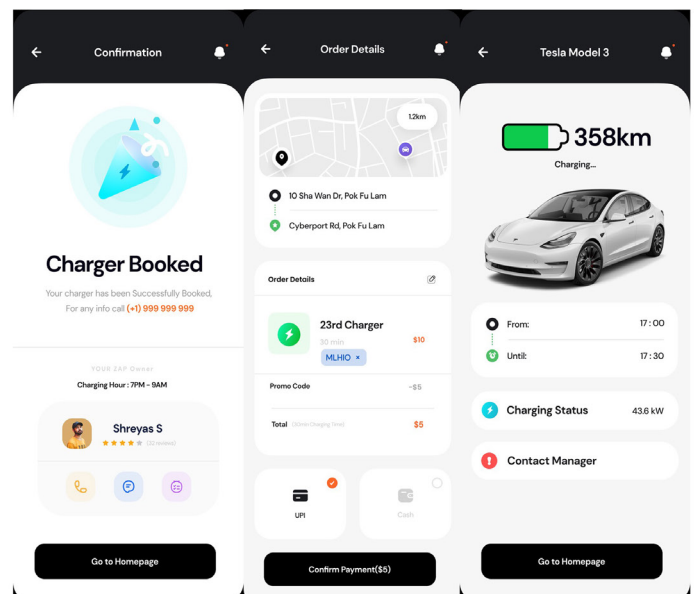 Confirmation
Charger Booked
Your charger has been Successfully Booked,
For any info call (+1) 999 999 999
YOUR ZAP Owner
Charging Hour : 7PM - 9AM
Shreyas S
Go to Homepage
Order Details
1.2km
10 Sha Wan Dr, Pok Fu Lam
Cyberport Rd, Pok Fu Lam
Order Details
23rd Charger
30 min
$10
MLHIO ×
Promo Code
-$5
Total
$5
UPI
Cash
Confirm Payment($5)
Tesla Model 3
358km
Charging...
From:
17 : 00
Until:
17 : 30
Charging Status
43.6 kW
Contact Manager
Go to Homepage